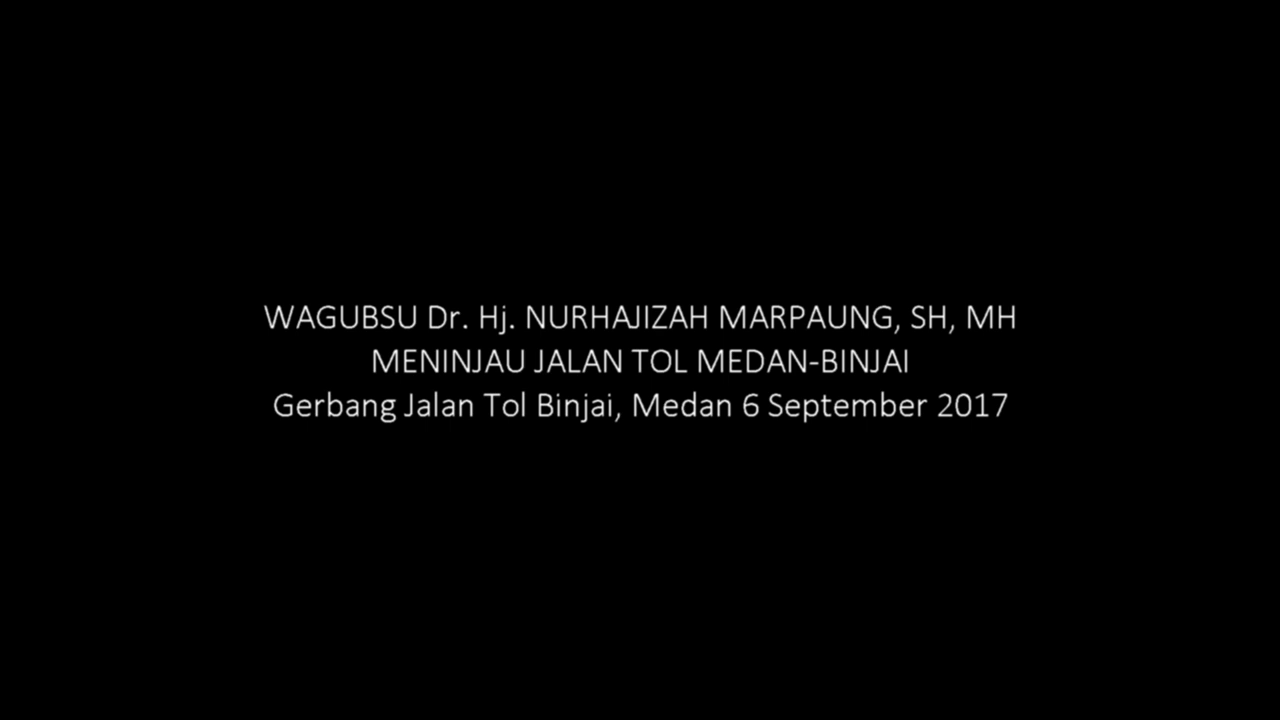 WAGUBSU Dr. Hj. NURHAJIZAH MARPAUNG, SH, MH
MENINJAU JALAN TOL MEDAN-BINJAI
Gerbang Jalan Tol Binjai, Medan 6 September 2017